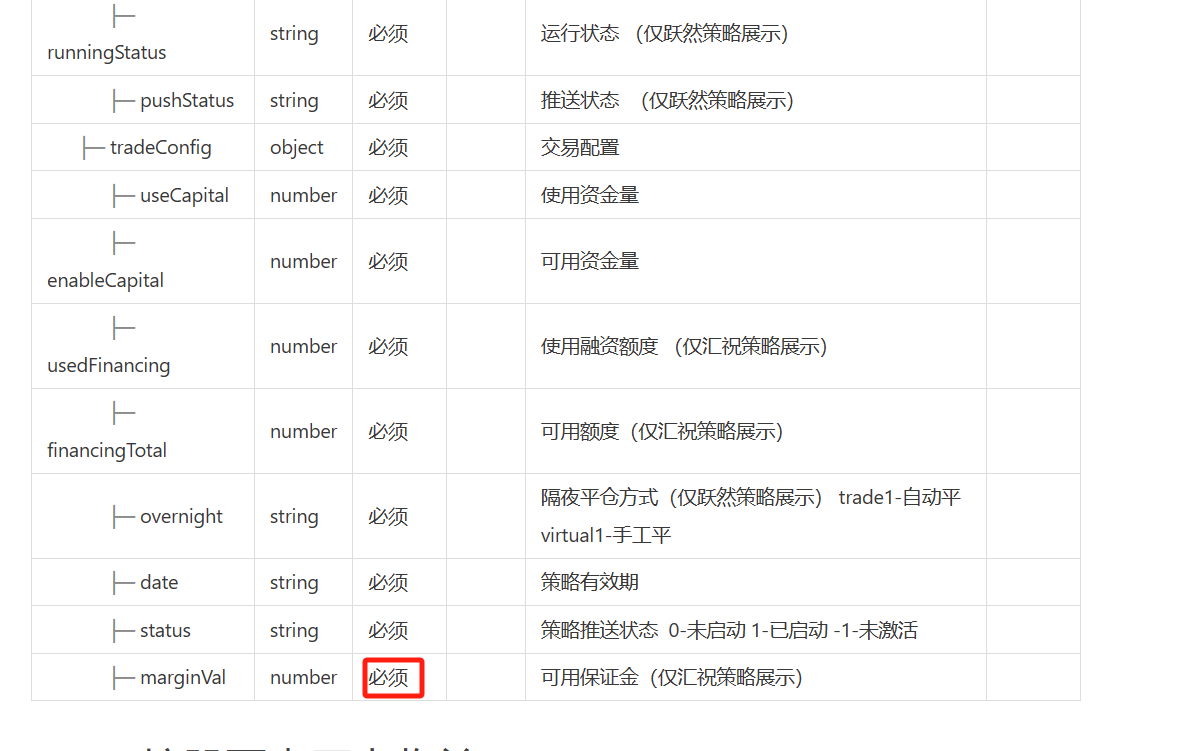 ├─
runningStatus
string
必须
运行状态 （仅跃然策略展示）
├─ pushStatus
string
必须
推送状态 （仅跃然策略展示）
├─ tradeConfig
object
必须
交易配置
├─ useCapital
number
必须
使用资金量
├─
enableCapital
number
必须
可用资金量
├─
usedFinancing
number
必须
使用融资额度 （仅汇祝策略展示）
├─
financingTotal
number
必须
可用额度（仅汇祝策略展示）
├─ overnight
string
必须
隔夜平仓方式（仅跃然策略展示） trade1-自动平
virtual1-手工平
├─ date
string
必须
策略有效期
├─ status
string
必须
策略推送状态 0-未启动 1-已启动 -1-未激活
├─ marginVal
number
必须
可用保证金（仅汇祝策略展示）